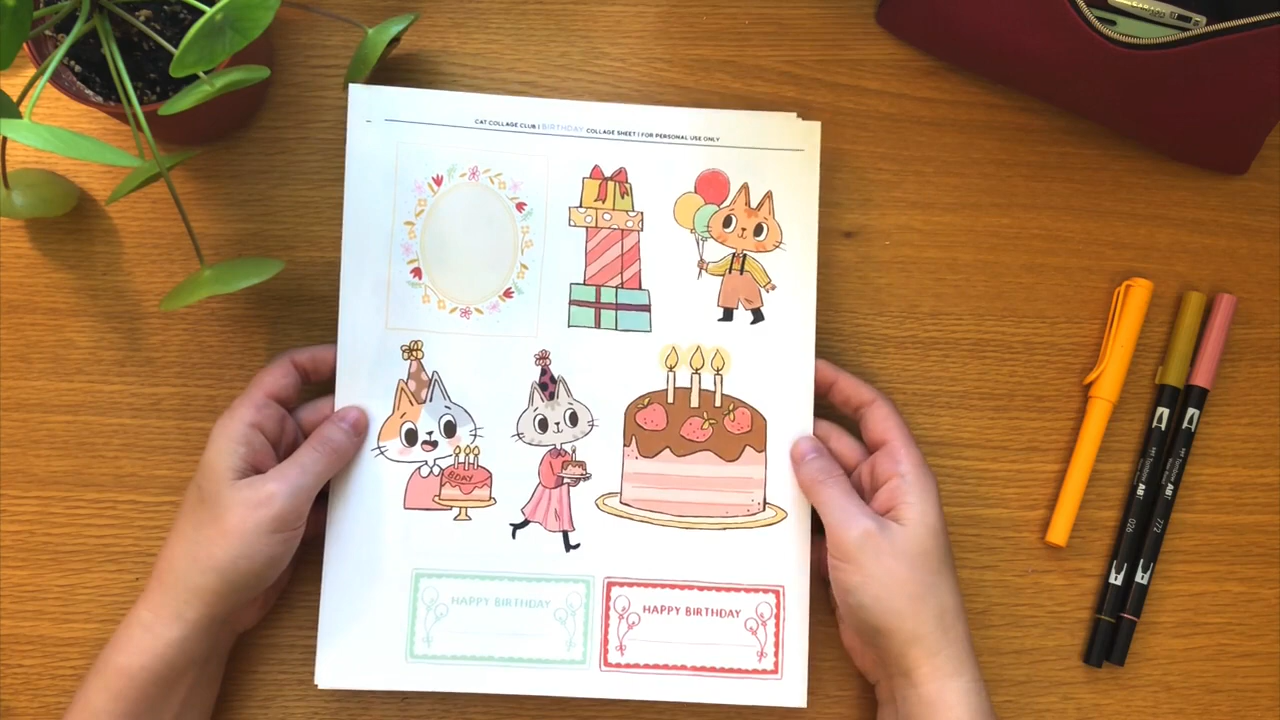 CAT COLLAGE CLUB | BIRTHDAY COLLAGE SHEET | FOR PERSONAL USE ONLY
BDAY
HAPPY BIRTHDAY
HAPPY BIRTHDAY
Tombow ABT
026
Tombow ABT
772